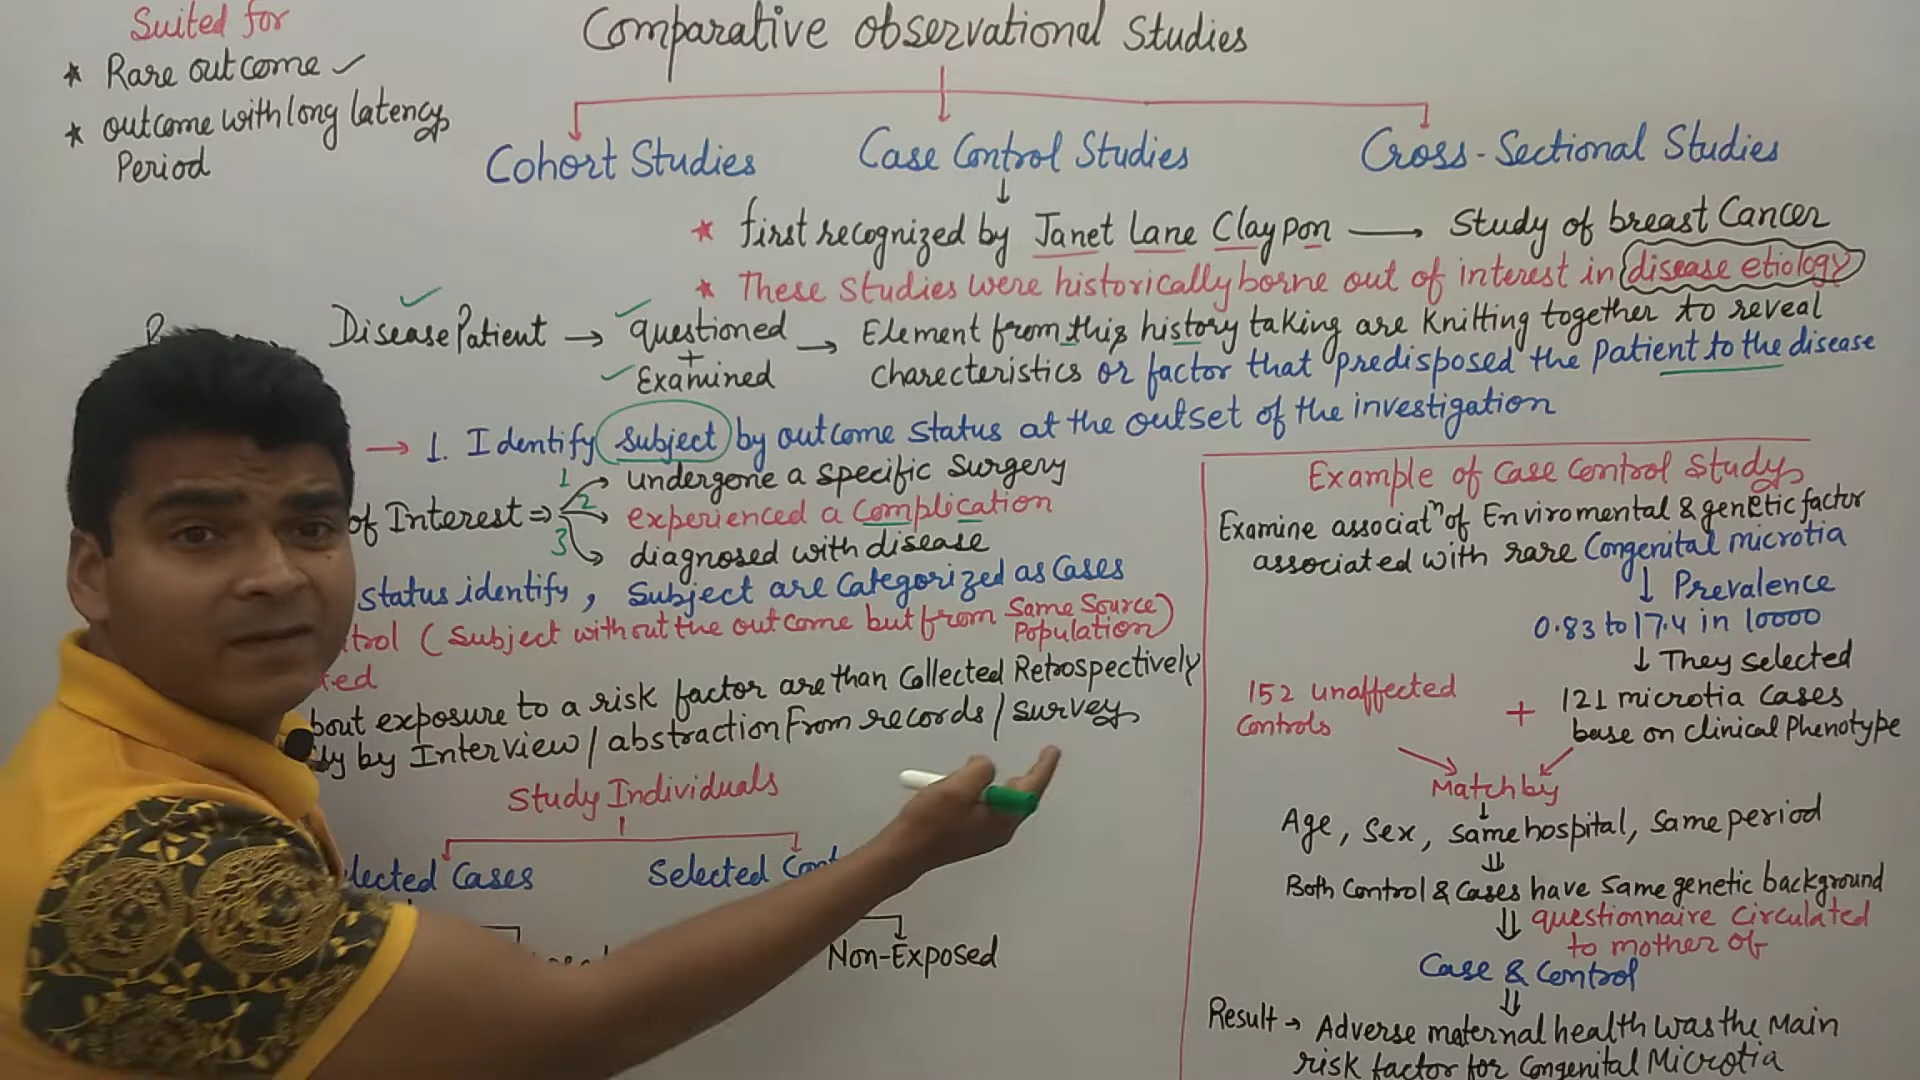 Suited for
* Rare outcome ✓
* outcome with long latency
Period
Comparative Observational Studies
Cohort Studies
Case Control Studies
Cross-Sectional Studies
* first recognized by Janet Lane Claypon → Study of breast Cancer
* These studies were historically borne out of interest in disease etiology
Disease Patient → questioned + Examined →
Element from this history taking are Knitting together to reveal
charecteristics or factor that predisposed the Patient to the disease
→ 1. Identify subject by outcome status at the outset of the investigation
of Interest ⇒
1 undergone a specific surgery
2 experienced a complication
3 diagnosed with disease
status identify, Subject are Categorized as Cases
trol (Subject without the outcome but from Same Source Population)
ted
bout exposure to a risk factor are than Collected Retrospectively
ly by Interview / abstraction from records / survey
Study Individuals
lected Cases
Selected Cont
Non-Exposed
Example of Case Control Study
Examine associatⁿ of Enviromental & genetic factor
associated with rare Congenital microtia
↓ Prevalence
0.83 to 17.4 in 10000
↓ They selected
152 unaffected
Controls
+
121 microtia Cases
base on clinical Phenotype
Match by
↓
Age, Sex, same hospital, same period
⇓
Both Control & Cases have same genetic background
⇓ questionnaire circulated
to mother of
Case & Control
⇓
Result → Adverse maternal health was the Main
risk factor for Congenital Microtia